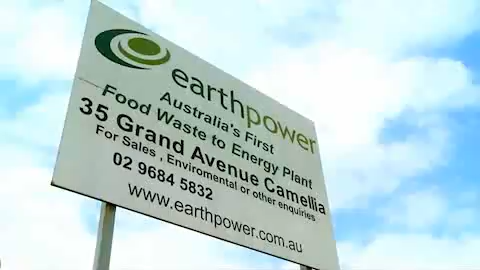 earthpower
Australia's First
Food Waste to Energy Plant
35 Grand Avenue Camellia
For Sales , Enviromental or other enquiries
02 9684 5832
www.earthpower.com.au